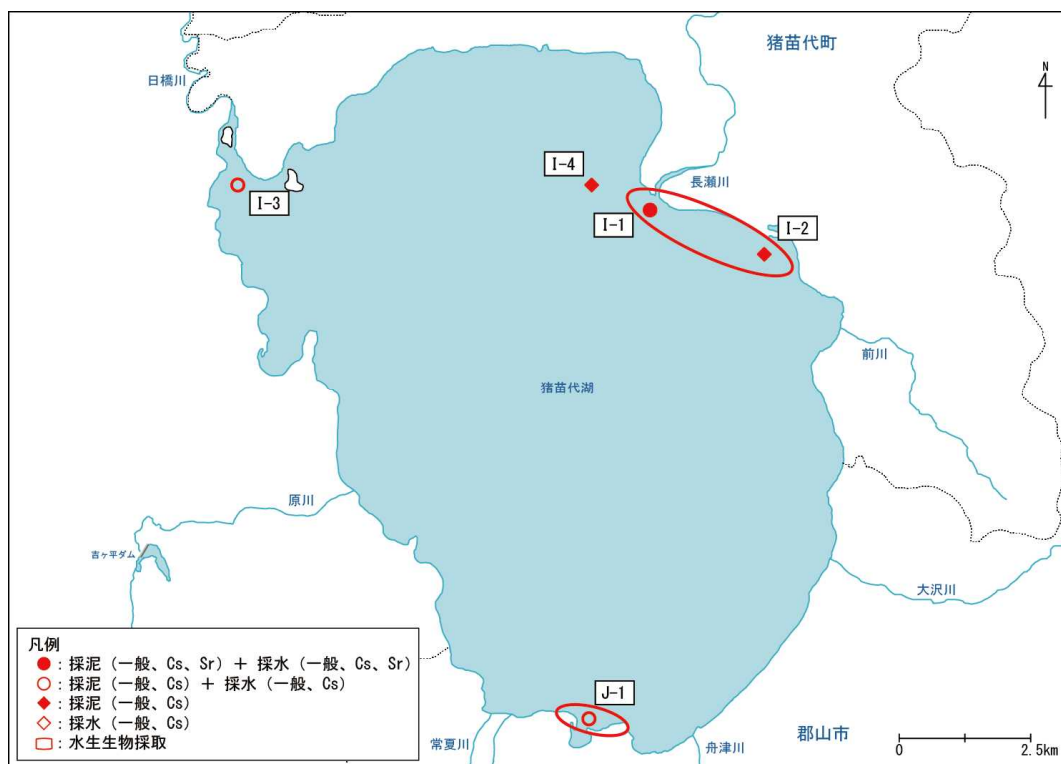 猪苗代町
日橋川
N
I-4
長瀬川
I-3
I-1
I-2
前川
猪苗代湖
原川
吉ヶ平ダム
大沢川
凡例
●：採泥（一般、Cs、Sr）＋ 採水（一般、Cs、Sr）
○：採泥（一般、Cs）＋ 採水（一般、Cs）
◆：採泥（一般、Cs）
◇：採水（一般、Cs）
：水生生物採取
J-1
常夏川
舟津川
郡山市
0 2.5km